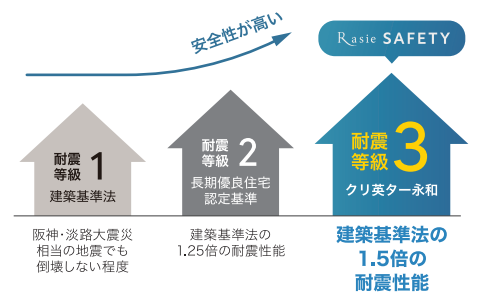 安全性が高い
Rasie SAFETY
耐震
等級 1
建築基準法
耐震
等級 2
長期優良住宅
認定基準
耐震
等級 3
クリ英ター永和
阪神・淡路大震災
相当の地震でも
倒壊しない程度
建築基準法の
1.25倍の耐震性能
建築基準法の
1.5倍の
耐震性能